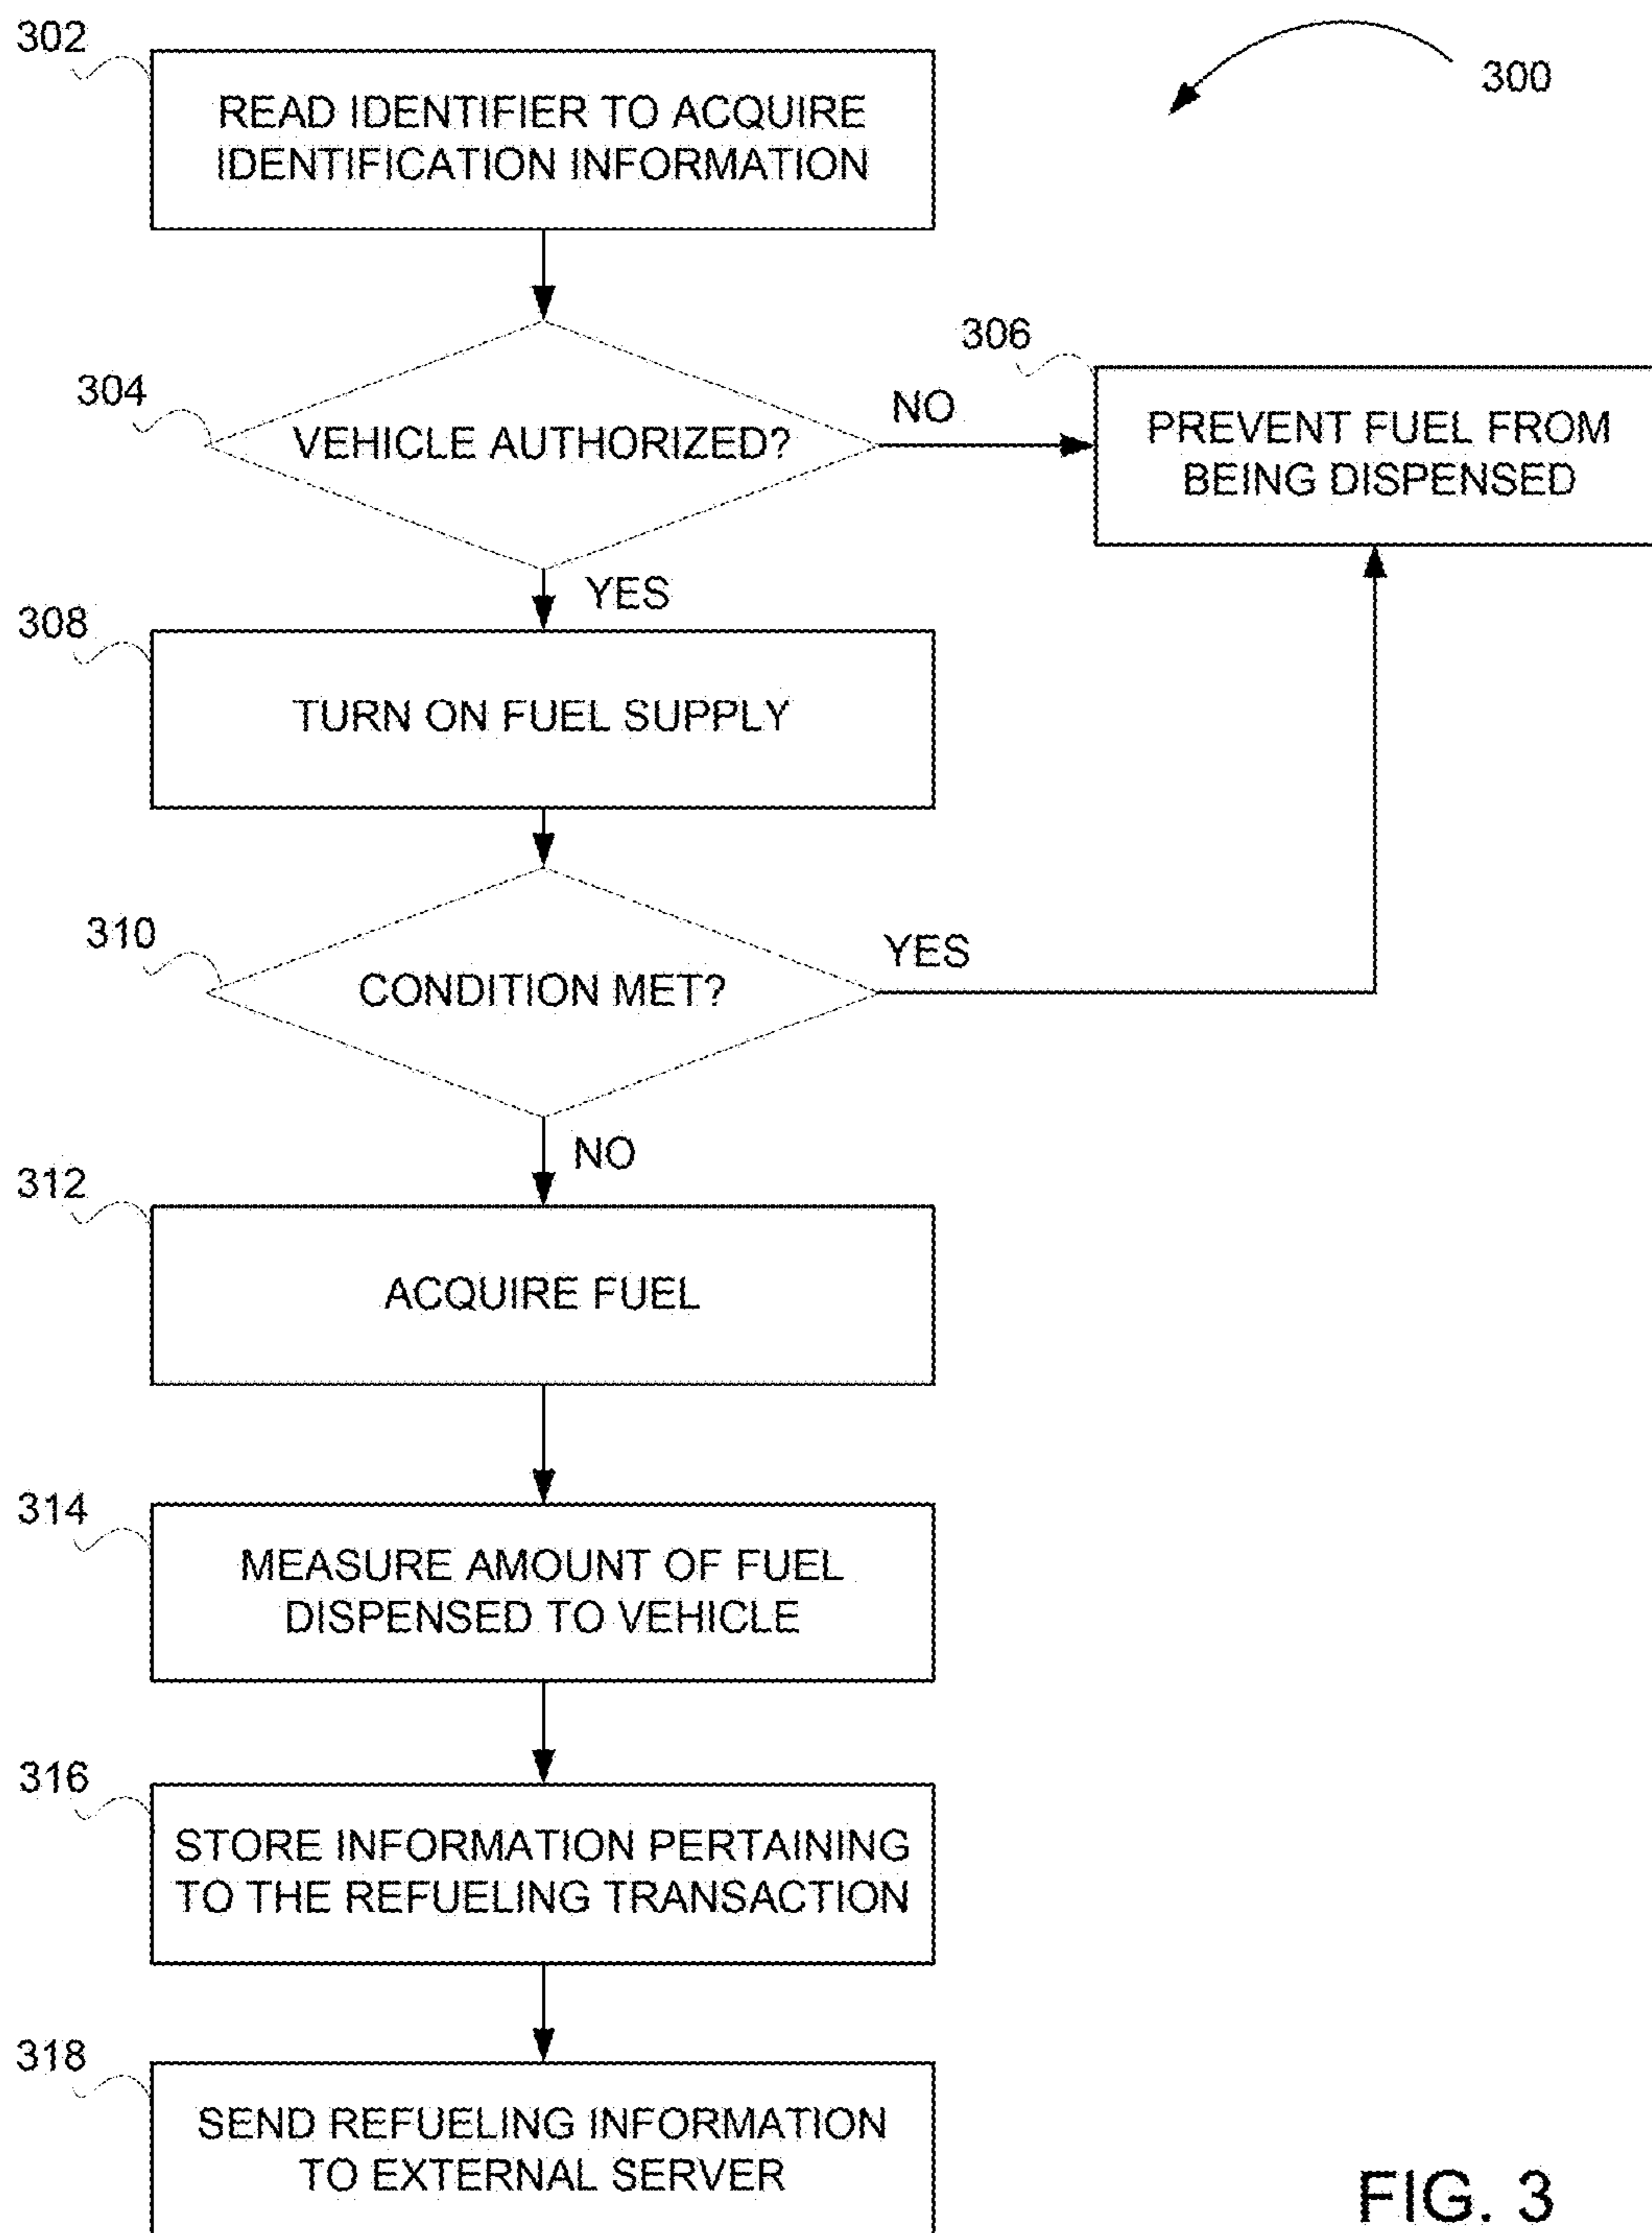 302
READ IDENTIFIER TO ACQUIRE
IDENTIFICATION INFORMATION
300
304
VEHICLE AUTHORIZED?
NO
306
PREVENT FUEL FROM
BEING DISPENSED
YES
308
TURN ON FUEL SUPPLY
310
CONDITION MET?
YES
NO
312
ACQUIRE FUEL
314
MEASURE AMOUNT OF FUEL
DISPENSED TO VEHICLE
316
STORE INFORMATION PERTAINING
TO THE REFUELING TRANSACTION
318
SEND REFUELING INFORMATION
TO EXTERNAL SERVER
FIG. 3